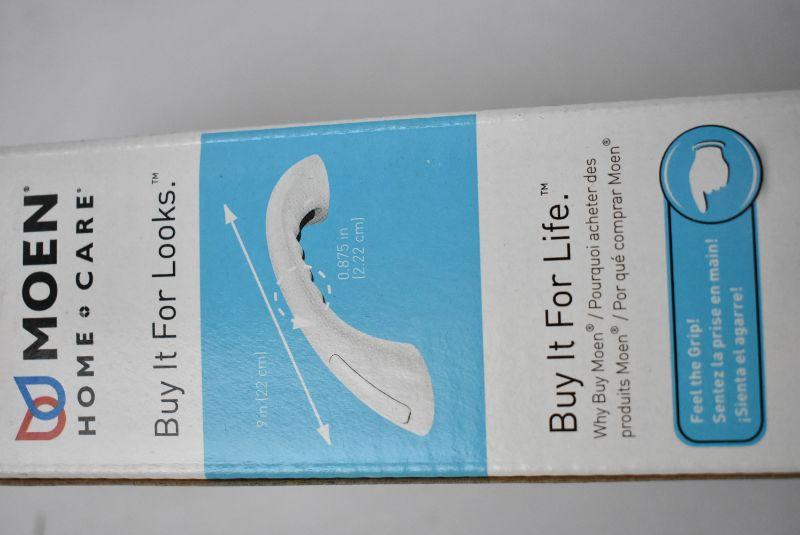 MOEN®
HOME + CARE®
Buy It For Looks.™
9 in (22 cm)
0.875 in
(2.22 cm)
Buy It For Life.™
Why Buy Moen® / Pourquoi acheter des
produits Moen® / Por qué comprar Moen®
Feel the Grip!
Sentez la prise en main!
¡Sienta el agarre!